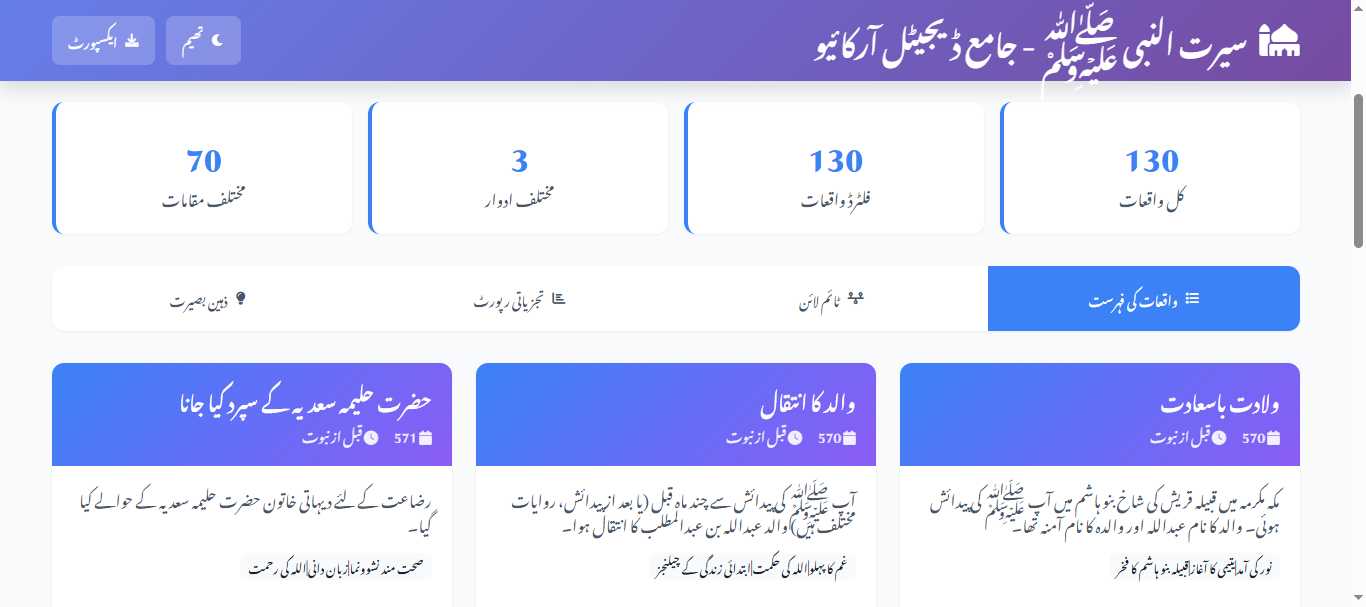 سیرت النبی ﷺ - جامع ڈیجیٹل آرکائیو
تھیم
ایکسپورٹ
130
کل واقعات
130
فلٹرڈ واقعات
3
مختلف ادوار
70
مختلف مقامات
واقعات کی فہرست
ٹائم لائن
تجزیاتی رپورٹ
ذہین بصیرت
ولادت باسعادت
570 قبل از نبوت
مکہ مکرمہ میں قبیلہ قریش کی شاخ بنو ہاشم میں آپ ﷺ کی پیدائش
ہوئی۔ والد کا نام عبداللہ اور والدہ کا نام آمنہ تھا۔
نور کی آمد|یتیمی کا آغاز|قبیلہ بنو ہاشم کا فخر
والد کا انتقال
570 قبل از نبوت
آپ ﷺ کی پیدائش سے چند ماہ قبل (یا بعد از پیدائش، روایات
مختلف ہیں) والد عبداللہ بن عبدالمطلب کا انتقال ہوا۔
غم کا پہلو|اللہ کی حکمت|ابتدائی زندگی کے چیلنجز
حضرت حلیمہ سعدیہ کے سپرد کیا جانا
571 قبل از نبوت
رضاعت کے لئے دیہاتی خاتون حضرت حلیمہ سعدیہ کے حوالے کیا
گیا۔
صحت مند نشوونما|زبان دانی|اللہ کی رحمت